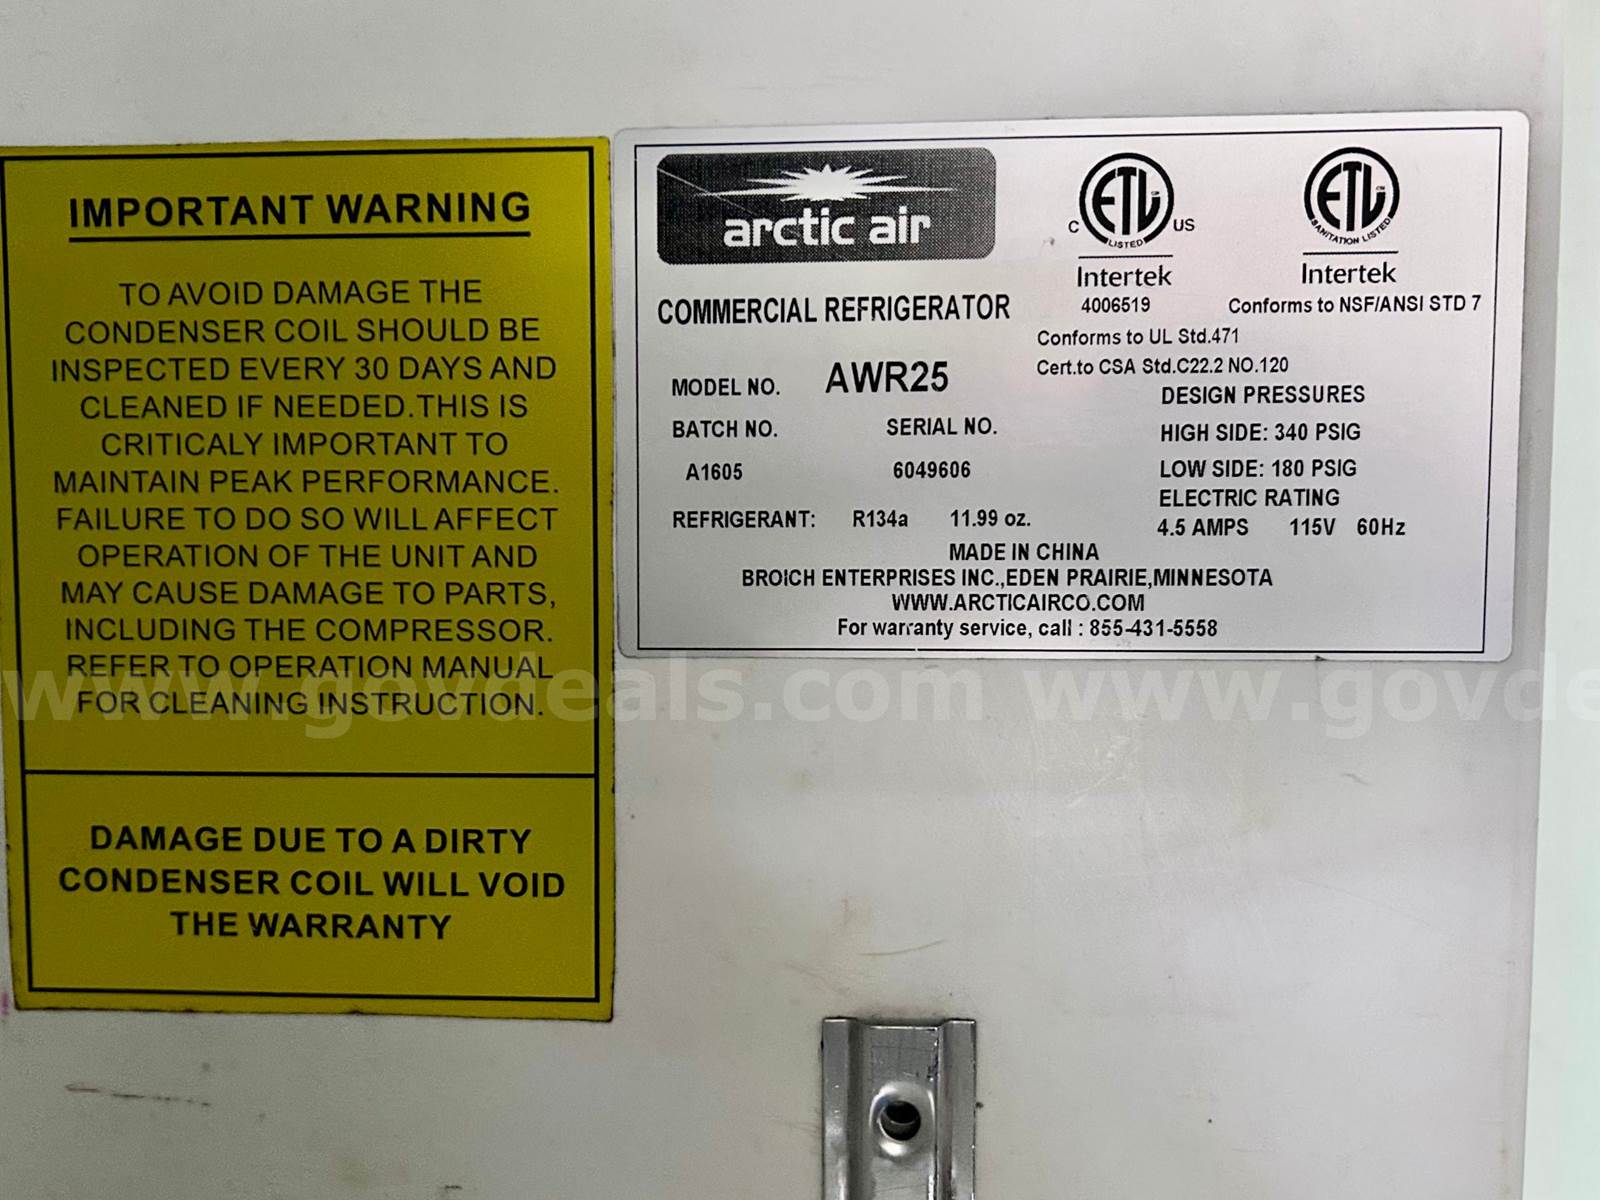 IMPORTANT WARNING
TO AVOID DAMAGE THE
CONDENSER COIL SHOULD BE
INSPECTED EVERY 30 DAYS AND
CLEANED IF NEEDED.THIS IS
CRITICALY IMPORTANT TO
MAINTAIN PEAK PERFORMANCE.
FAILURE TO DO SO WILL AFFECT
OPERATION OF THE UNIT AND
MAY CAUSE DAMAGE TO PARTS,
INCLUDING THE COMPRESSOR.
REFER TO OPERATION MANUAL
FOR CLEANING INSTRUCTION.
DAMAGE DUE TO A DIRTY
CONDENSER COIL WILL VOID
THE WARRANTY
arctic air
COMMERCIAL REFRIGERATOR
MODEL NO. AWR25
BATCH NO. SERIAL NO.
A1605 6049606
REFRIGERANT: R134a 11.99 oz.
C ETL CM US
LISTED
Intertek
4006519
ETL CM
SANITATION LISTED
Intertek
Conforms to NSF/ANSI STD 7
Conforms to UL Std.471
Cert.to CSA Std.C22.2 NO.120
DESIGN PRESSURES
HIGH SIDE: 340 PSIG
LOW SIDE: 180 PSIG
ELECTRIC RATING
4.5 AMPS 115V 60Hz
MADE IN CHINA
BROICH ENTERPRISES INC.,EDEN PRAIRIE,MINNESOTA
WWW.ARCTICAIRCO.COM
For warranty service, call : 855-431-5558
www.govdeals.com www.govde